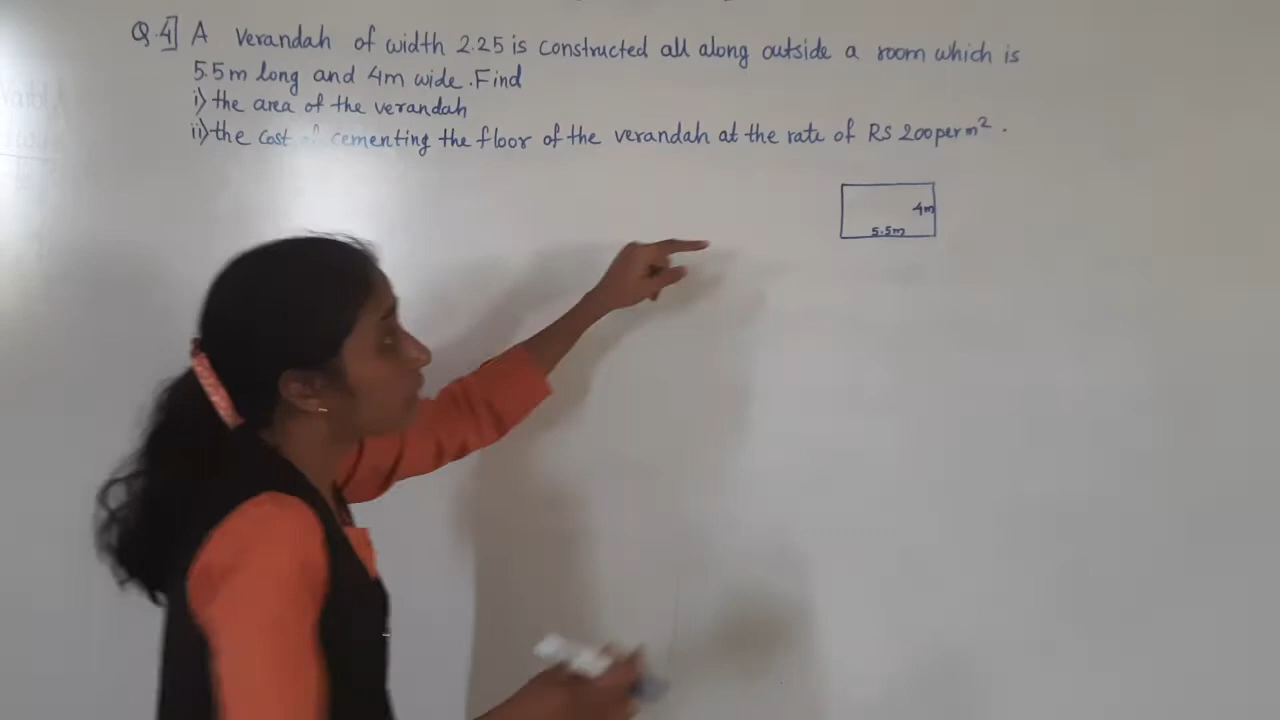 Q.4] A verandah of width 2.25 is constructed all along outside a room which is
5.5m long and 4m wide. Find
i) the area of the verandah
ii) the cost of cementing the floor of the verandah at the rate of RS 200 per m².
4m
5.5m